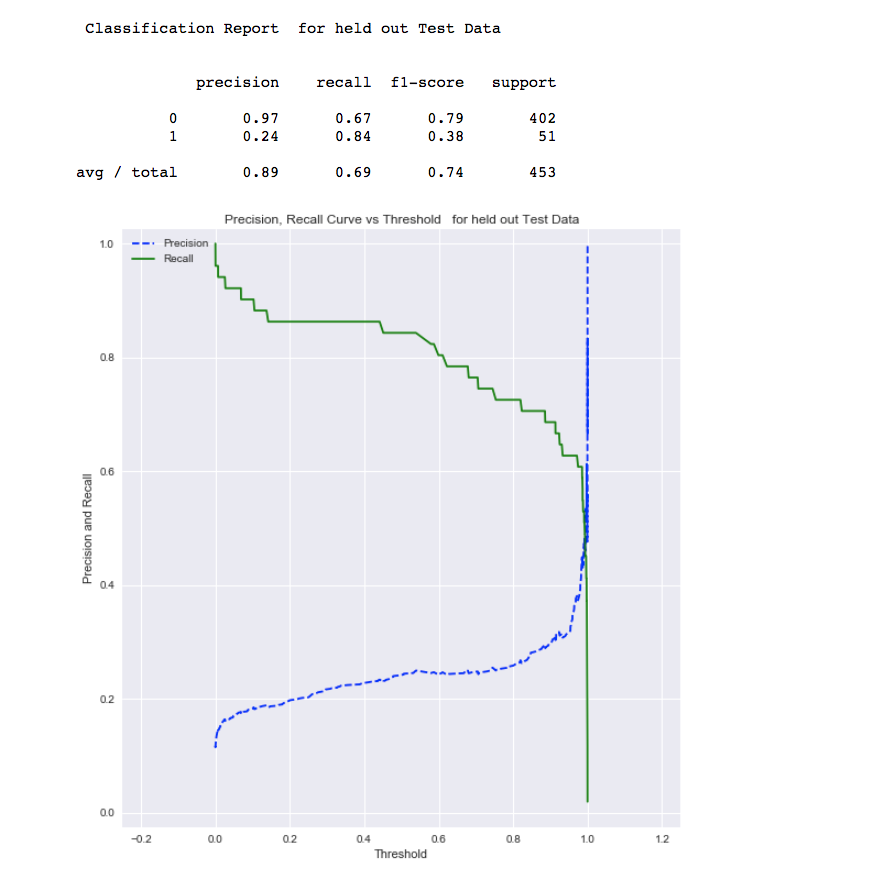 Classification Report  for held out Test Data
precision recall f1-score support
0 0.97 0.67 0.79 402
1 0.24 0.84 0.38 51
avg / total 0.89 0.69 0.74 453
Precision, Recall Curve vs Threshold   for held out Test Data
Precision
Recall
1.0
0.8
0.6
0.4
0.2
0.0
Precision and Recall
−0.2 0.0 0.2 0.4 0.6 0.8 1.0 1.2
Threshold